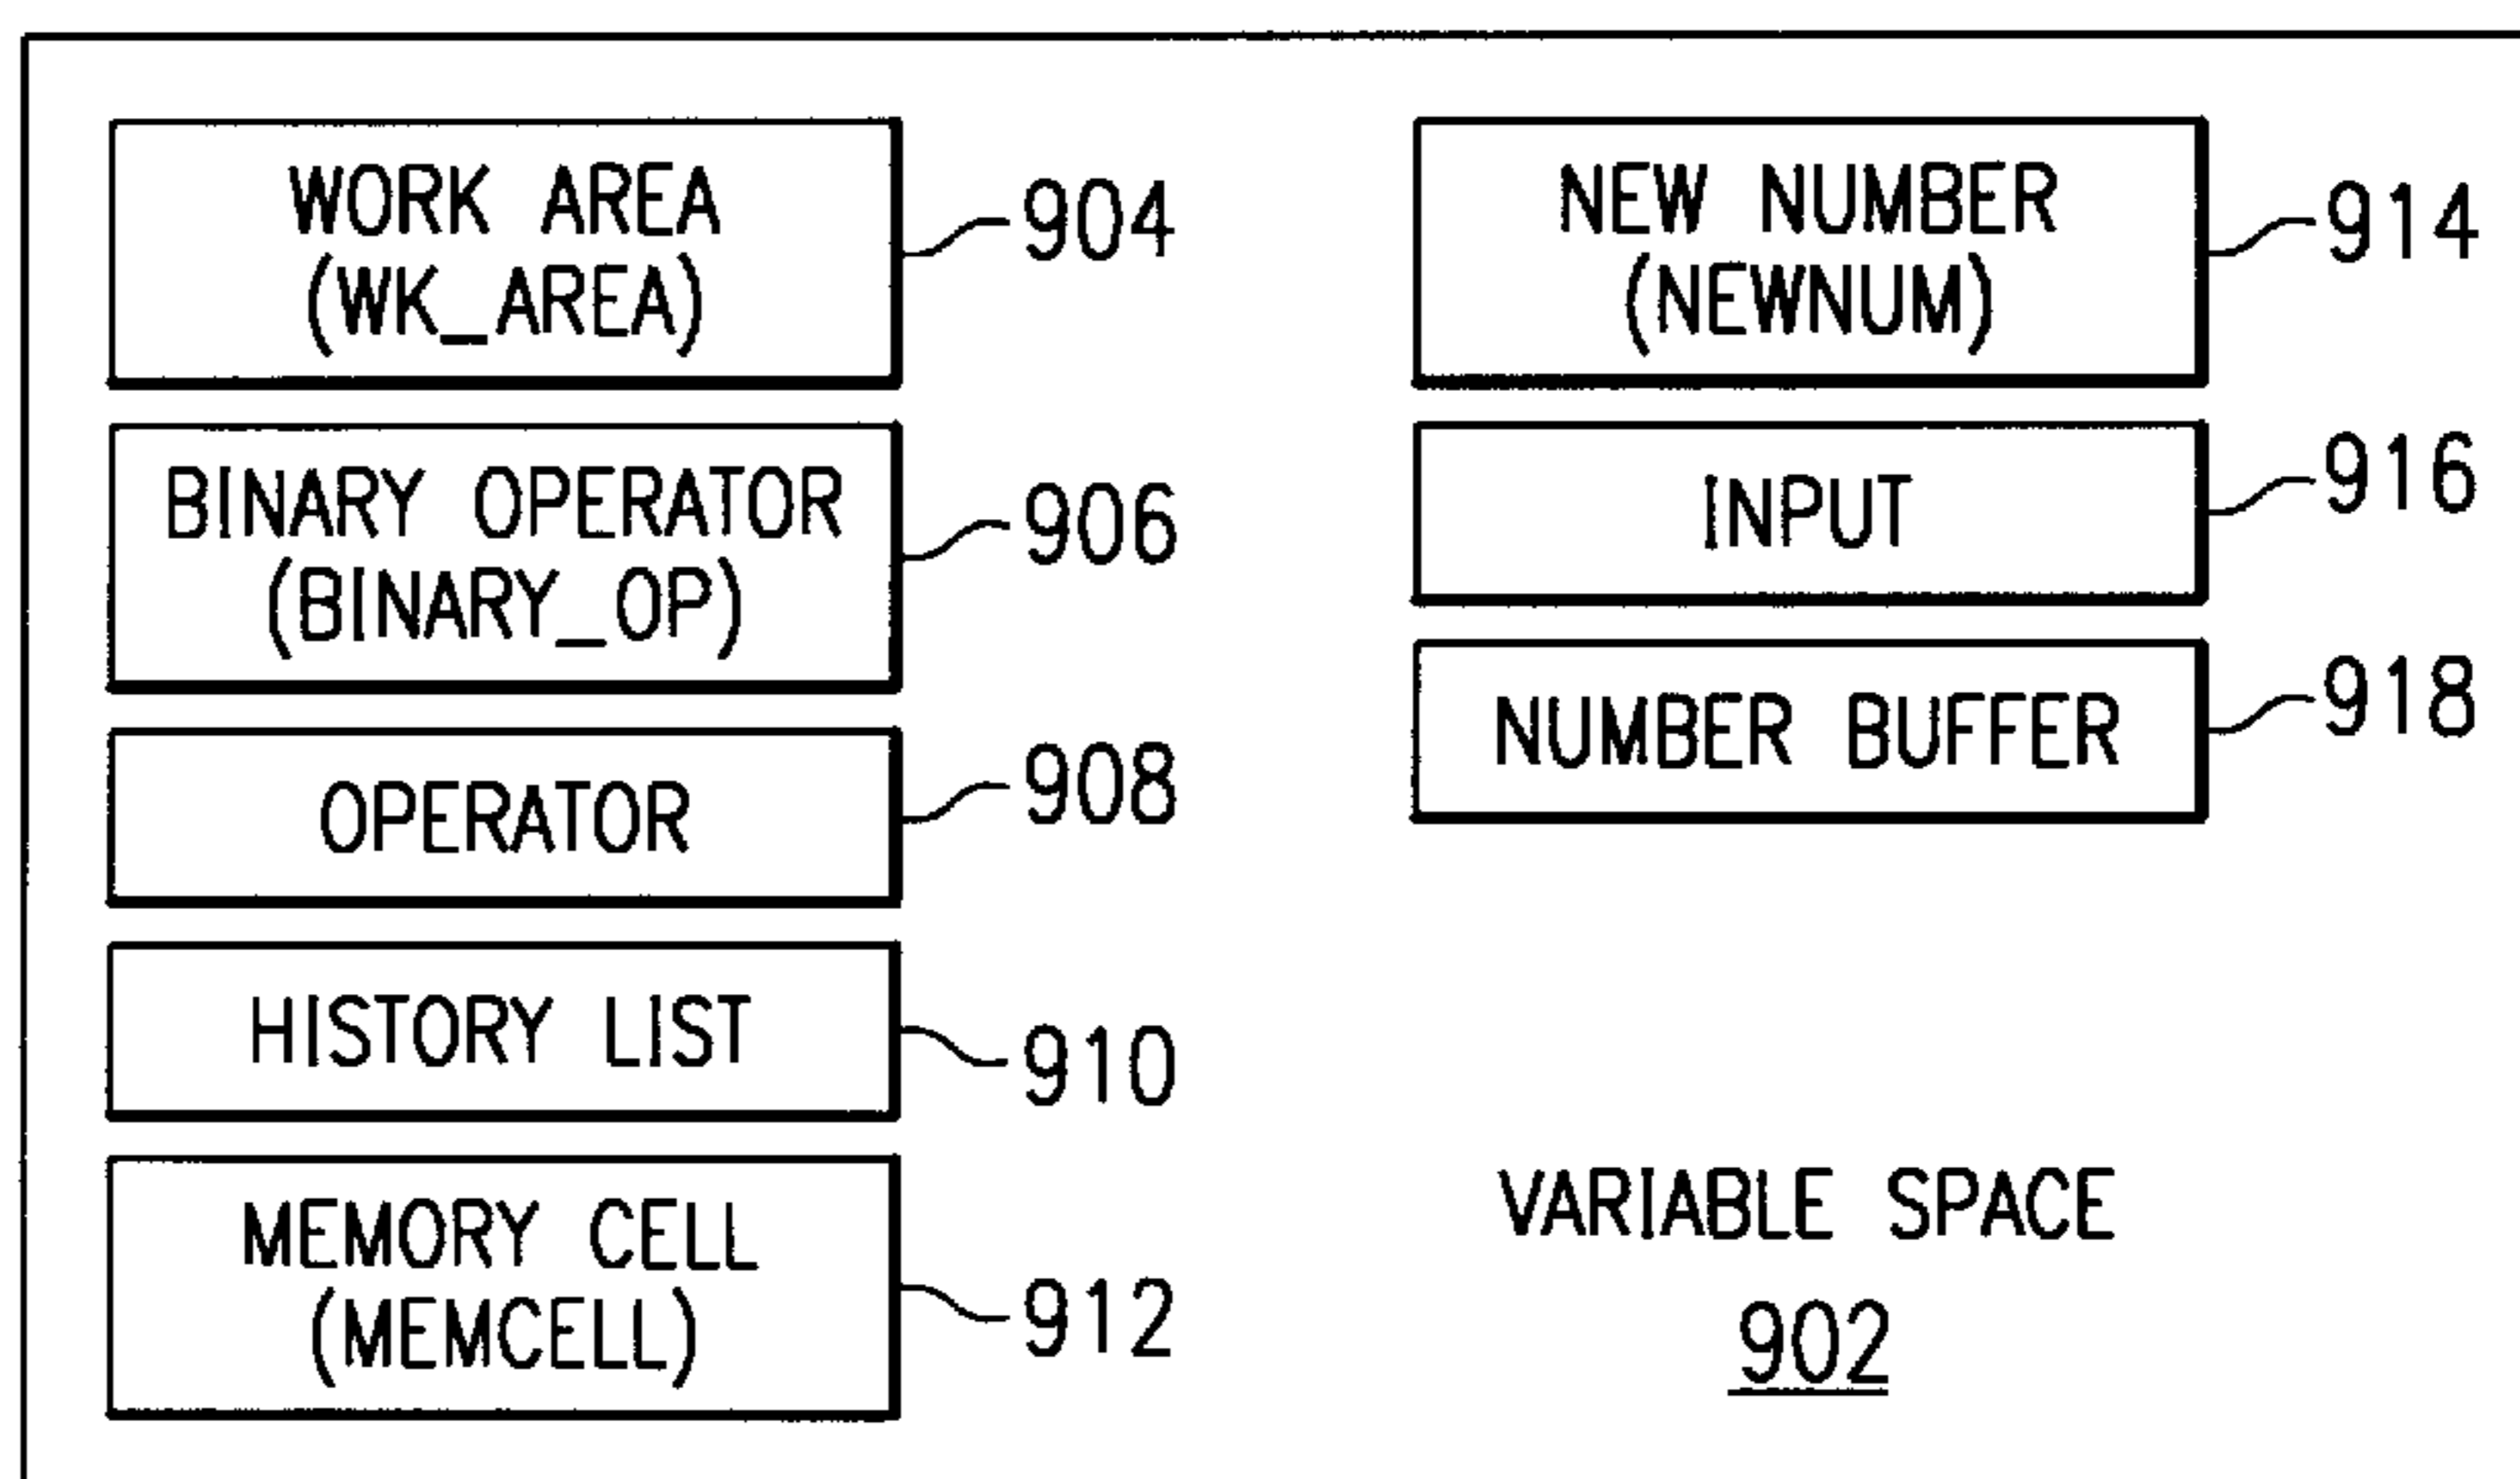 WORK AREA
(WK_AREA)
904
BINARY OPERATOR
(BINARY_OP)
906
OPERATOR
908
HISTORY LIST
910
MEMORY CELL
(MEMCELL)
912
NEW NUMBER
(NEWNUM)
914
INPUT
916
NUMBER BUFFER
918
VARIABLE SPACE
902